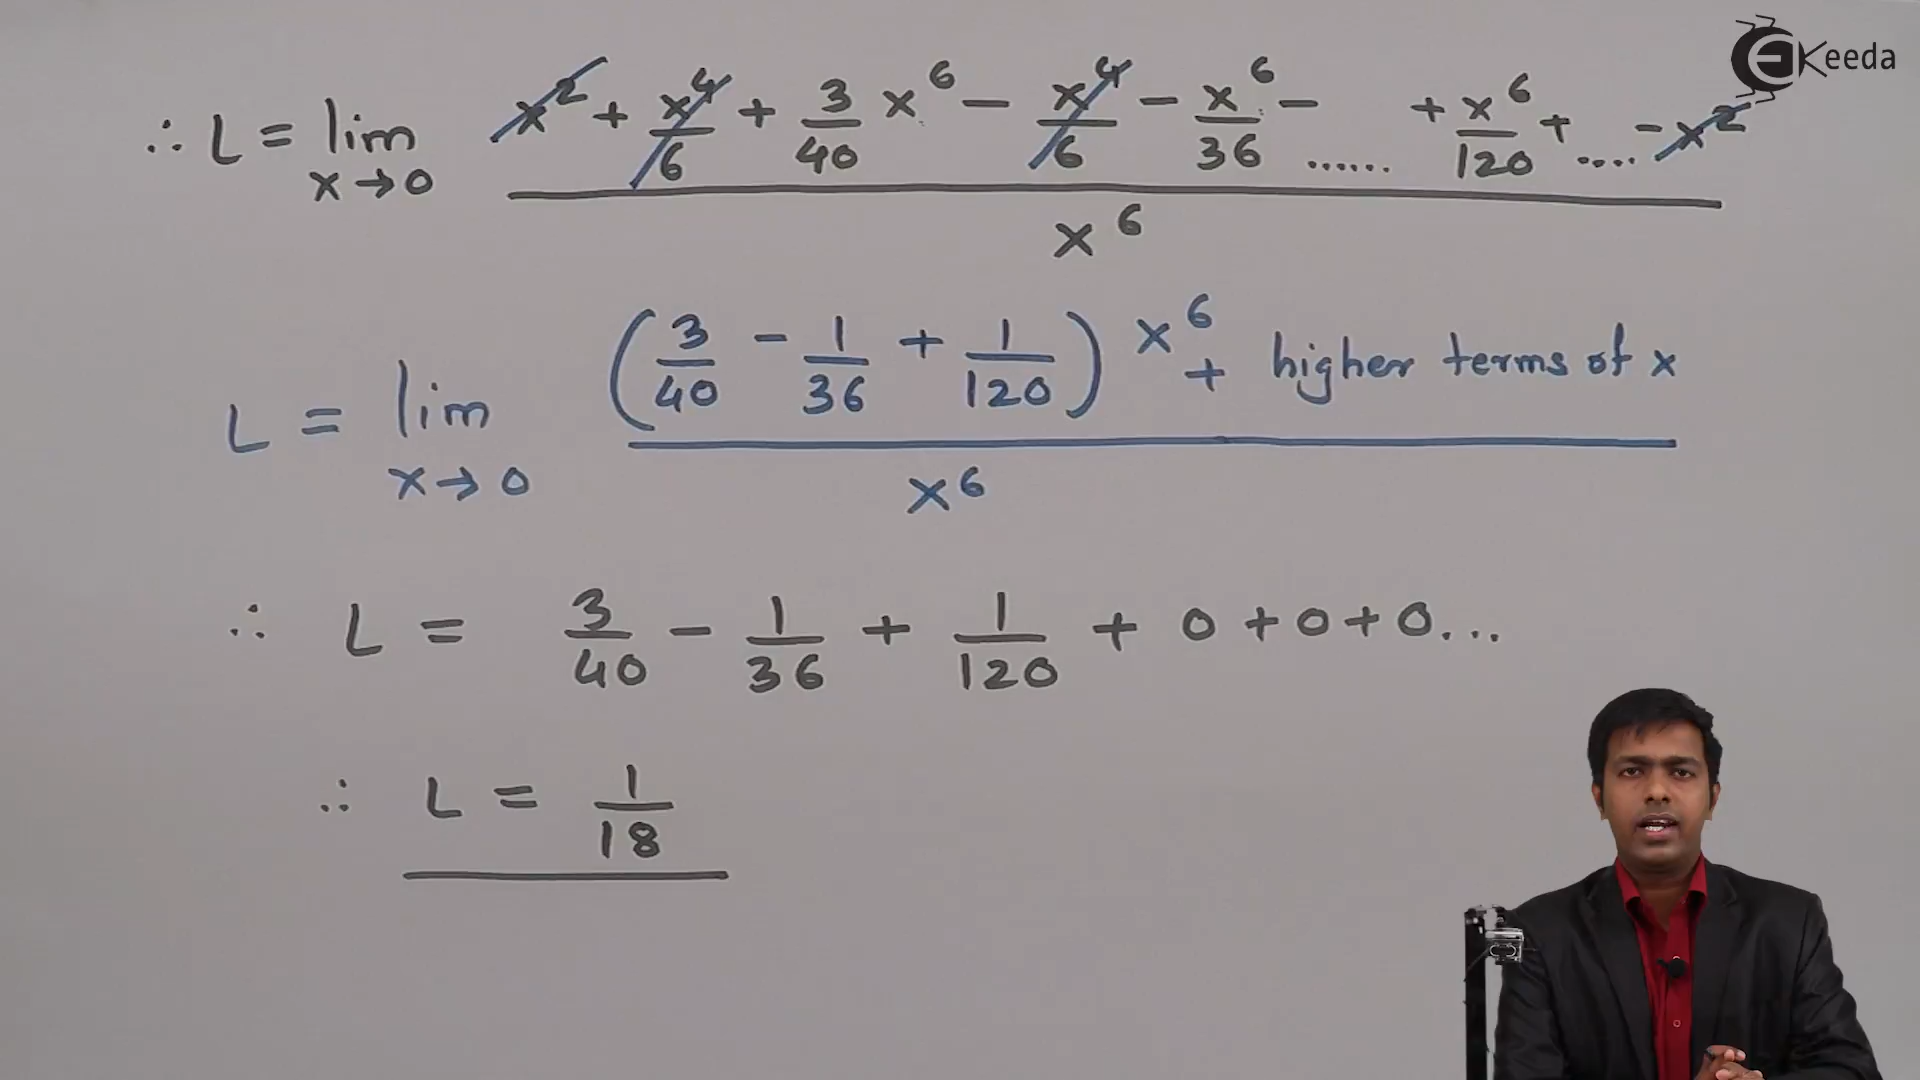 EKeeda
∴ L = lim x→0 (x² + x⁴/6 + 3/40 x⁶ − x⁴/6 − x⁶/36 − ...... + x⁶/120 + .... − x²) / x⁶
L = lim x→0 ((3/40 − 1/36 + 1/120) x⁶ + higher terms of x) / x⁶
∴ L = 3/40 − 1/36 + 1/120 + 0 + 0 + 0...
∴ L = 1/18